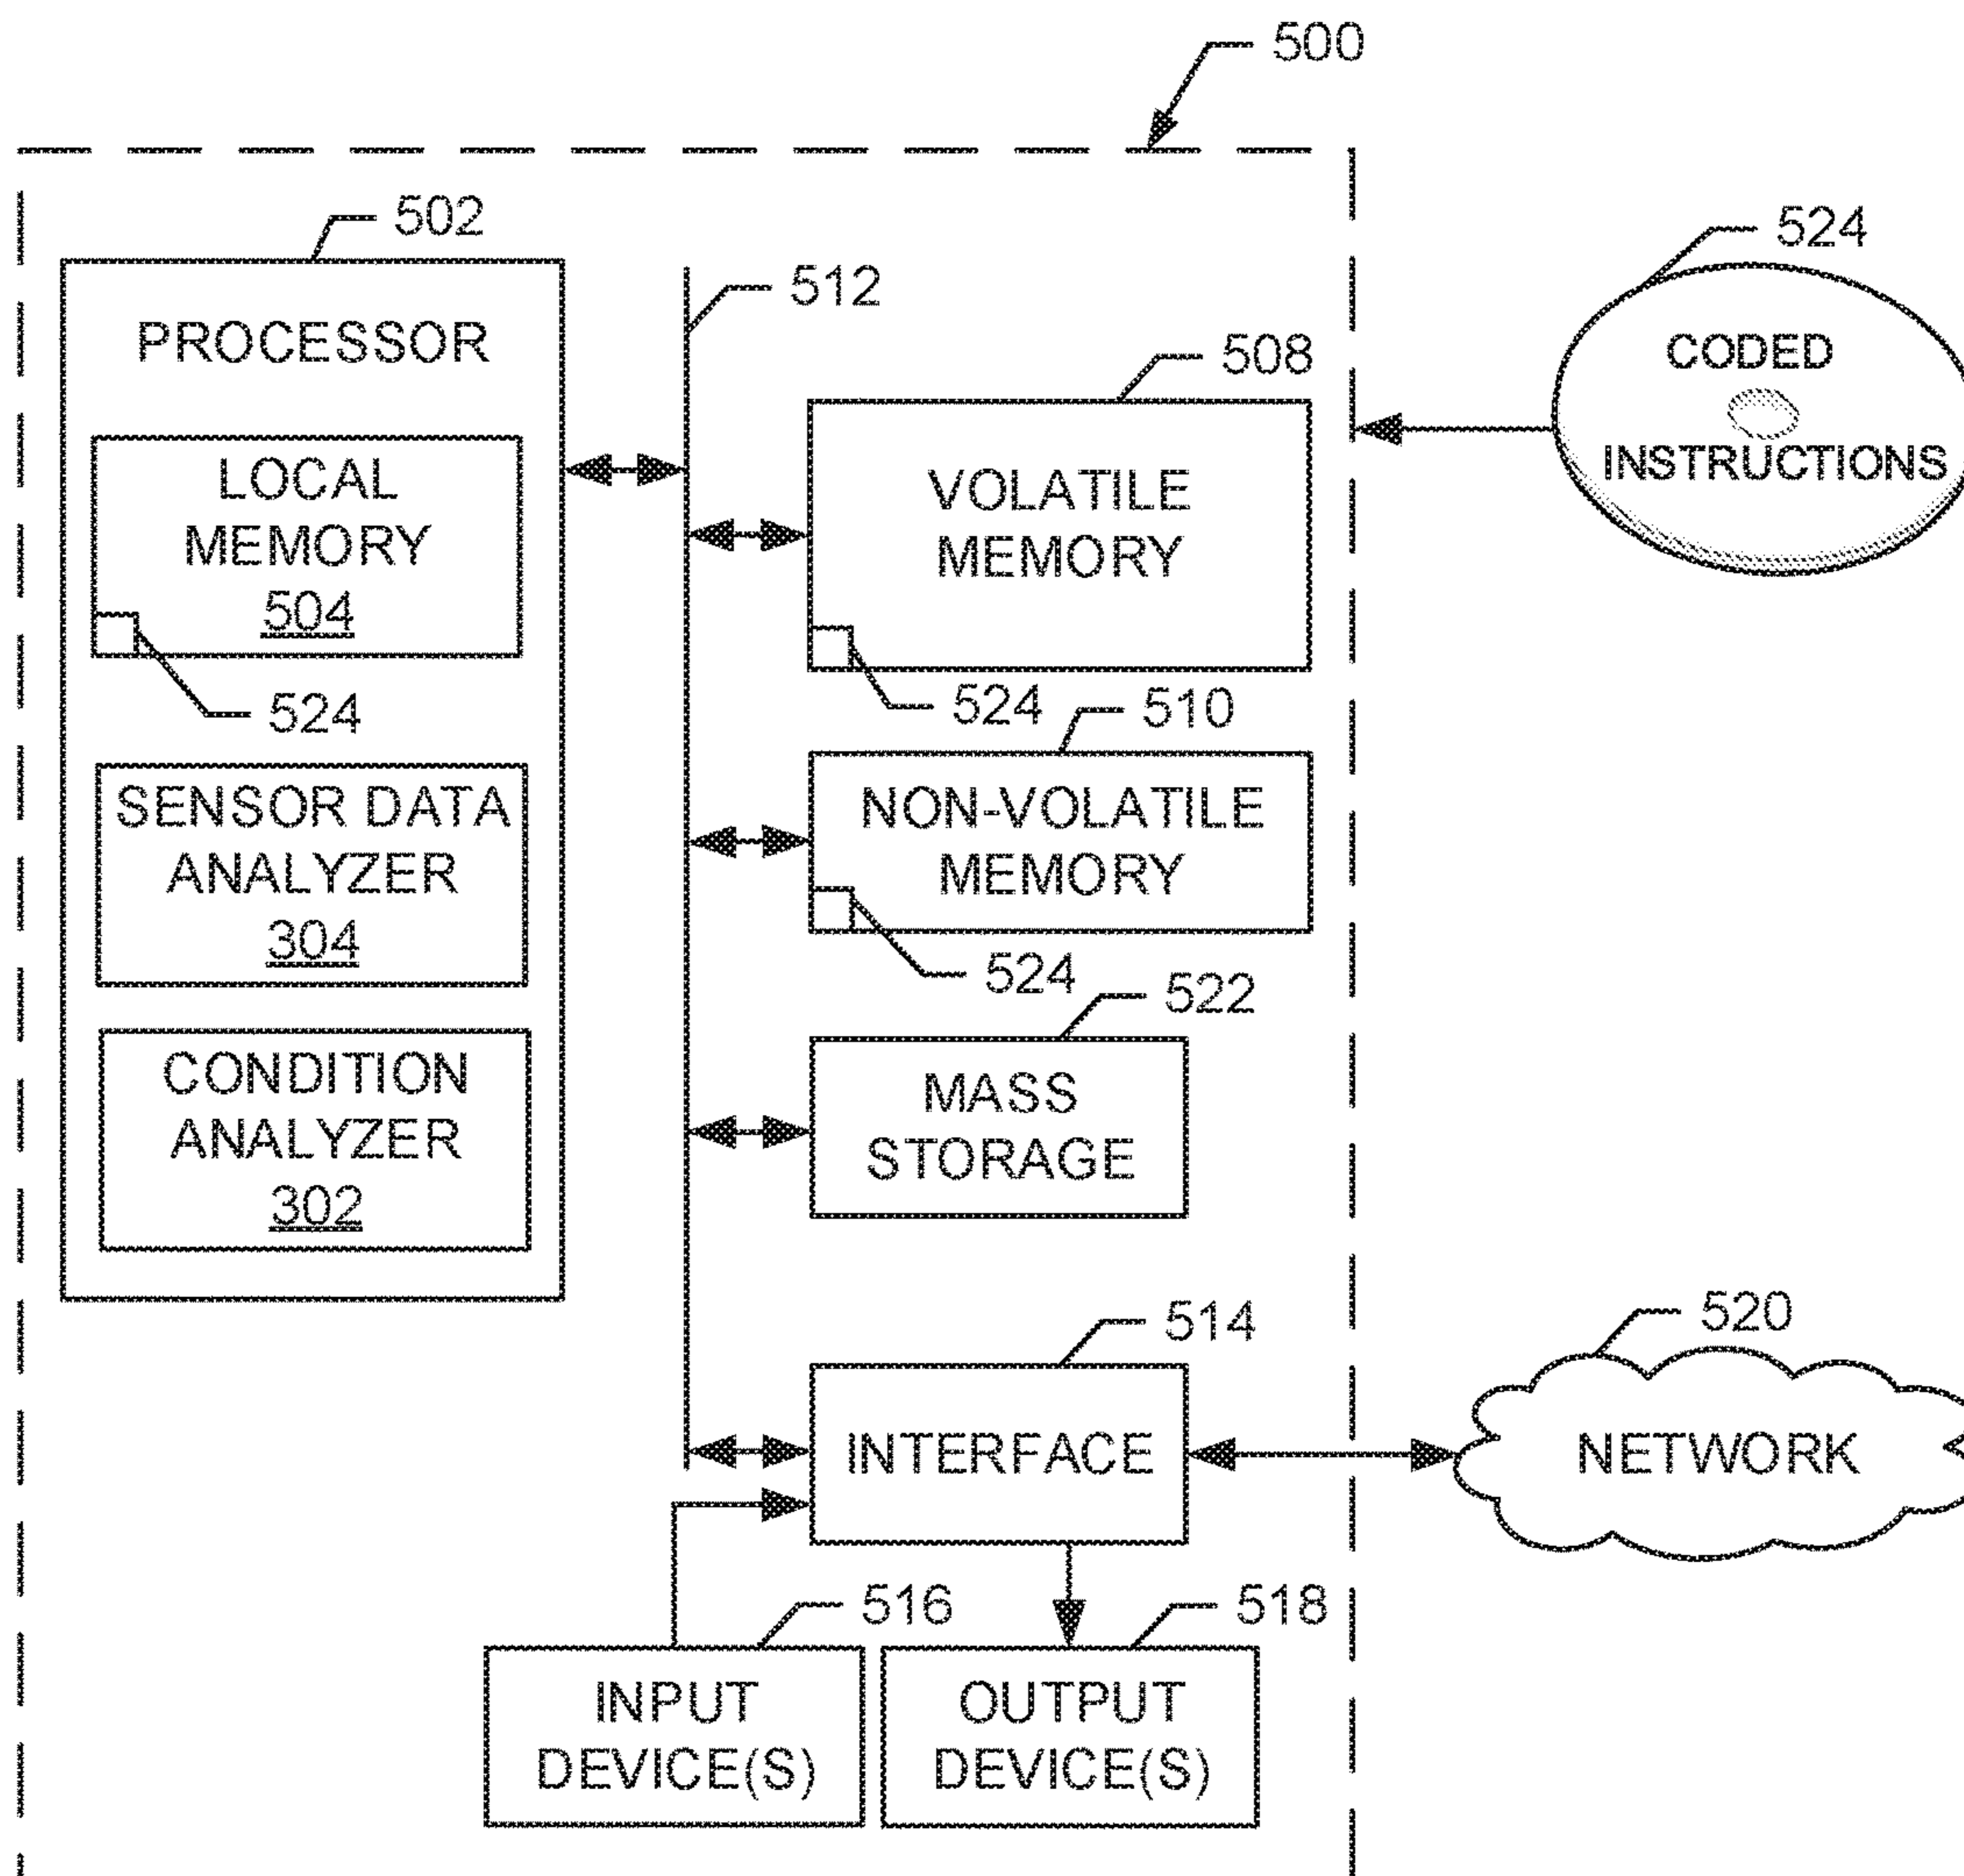 500
502
PROCESSOR
LOCAL
MEMORY
504
524
SENSOR DATA
ANALYZER
304
CONDITION
ANALYZER
302
512
508
VOLATILE
MEMORY
524
510
NON-VOLATILE
MEMORY
524
522
MASS
STORAGE
514
INTERFACE
516
INPUT
DEVICE(S)
518
OUTPUT
DEVICE(S)
524
CODED
INSTRUCTIONS
520
NETWORK